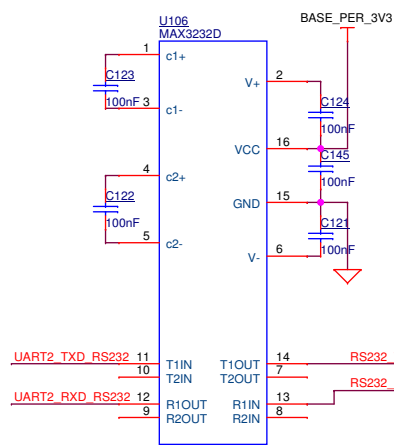 U106
MAX3232D
BASE_PER_3V3
1
c1+
C123
100nF
3
c1-
2
V+
C124
100nF
16
VCC
C145
100nF
4
c2+
C122
100nF
5
c2-
15
GND
C121
100nF
6
V-
UART2_TXD_RS232
11
T1IN
T1OUT
14
RS232_
10
T2IN
T2OUT
7
UART2_RXD_RS232
12
R1OUT
R1IN
13
RS232_
9
R2OUT
R2IN
8